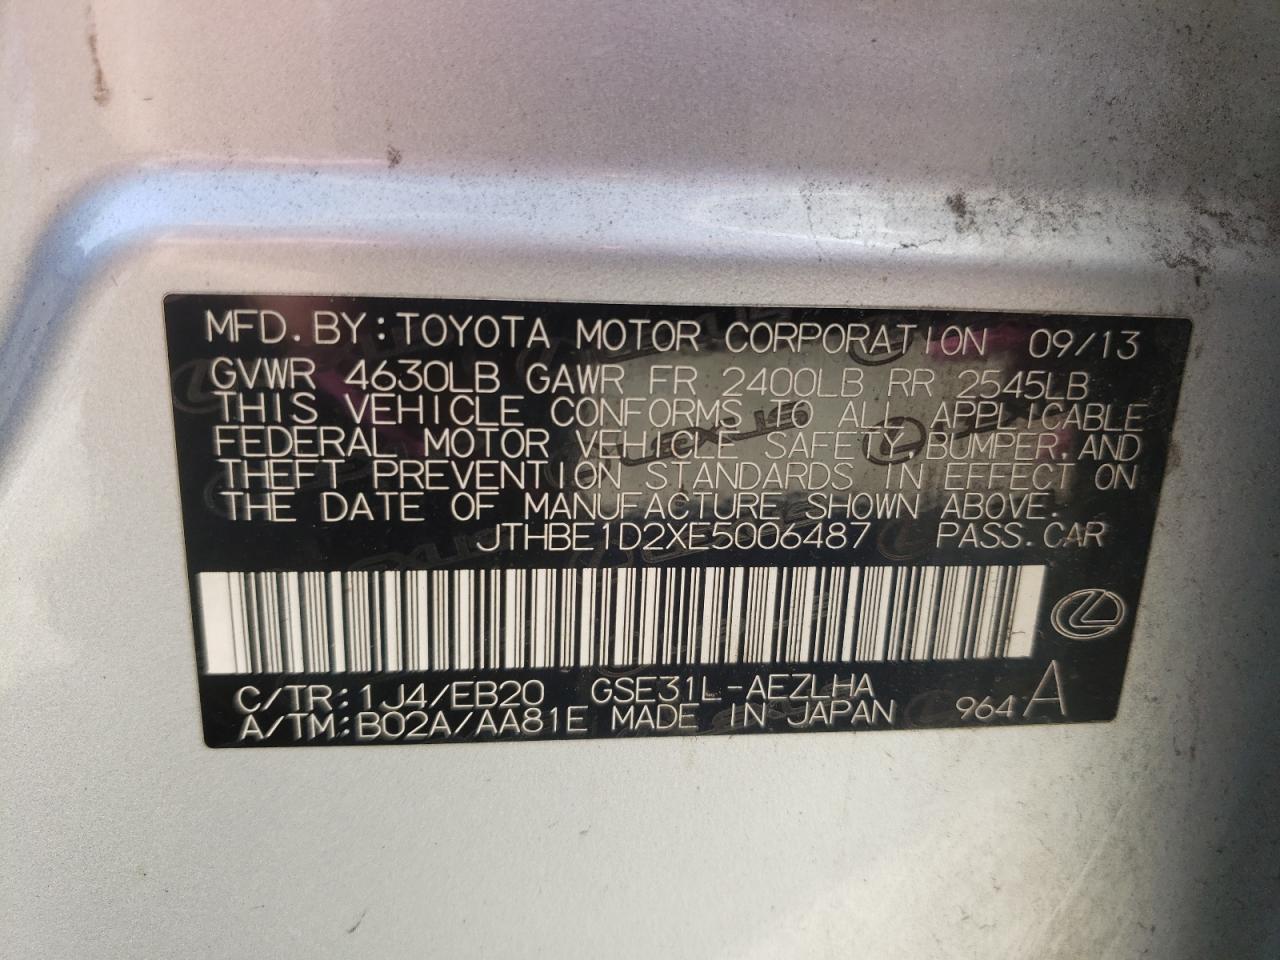 MFD. BY: TOYOTA MOTOR CORPORATION 09/13
GVWR 4630LB GAWR FR 2400LB RR 2545LB
THIS VEHICLE CONFORMS TO ALL APPLICABLE
FEDERAL MOTOR VEHICLE SAFETY, BUMPER, AND
THEFT PREVENTION STANDARDS IN EFFECT ON
THE DATE OF MANUFACTURE SHOWN ABOVE.
JTHBE1D2XE5006487 PASS. CAR
C/TR: 1J4/EB20 GSE31L-AEZLHA
A/TM: B02A/AA81E MADE IN JAPAN 964 A